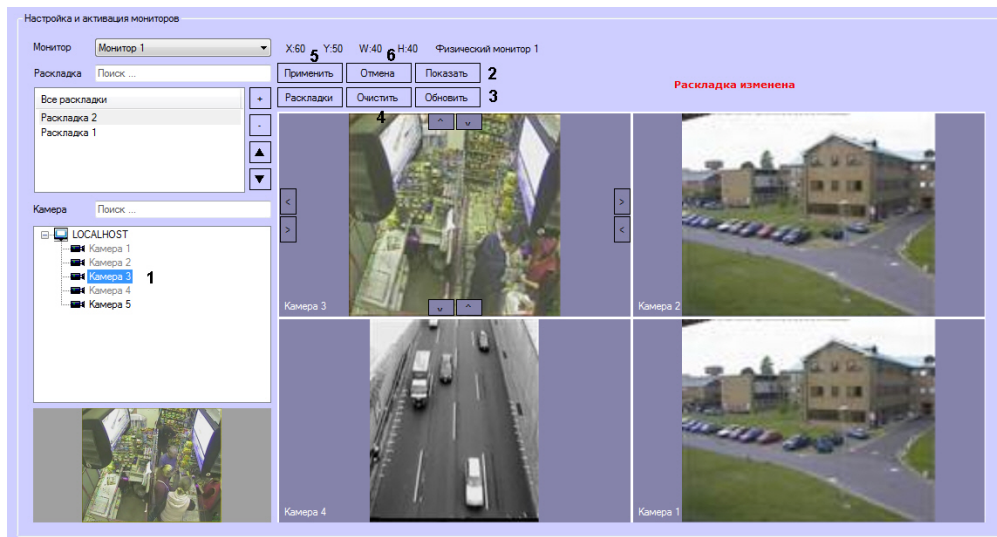 Настройка и активация мониторов
Монитор Монитор 1 X:60 Y:50 W:40 H:40 Физический монитор 1
5 6
Раскладка Поиск ... Применить Отмена Показать 2
Раскладка изменена
Все раскладки + Раскладки Очистить Обновить 3
Раскладка 2 4
Раскладка 1 -
Камера Поиск ...
LOCALHOST
Камера 1
Камера 2
Камера 3 1
Камера 4
Камера 5
Камера 3 Камера 2
Камера 4 Камера 1